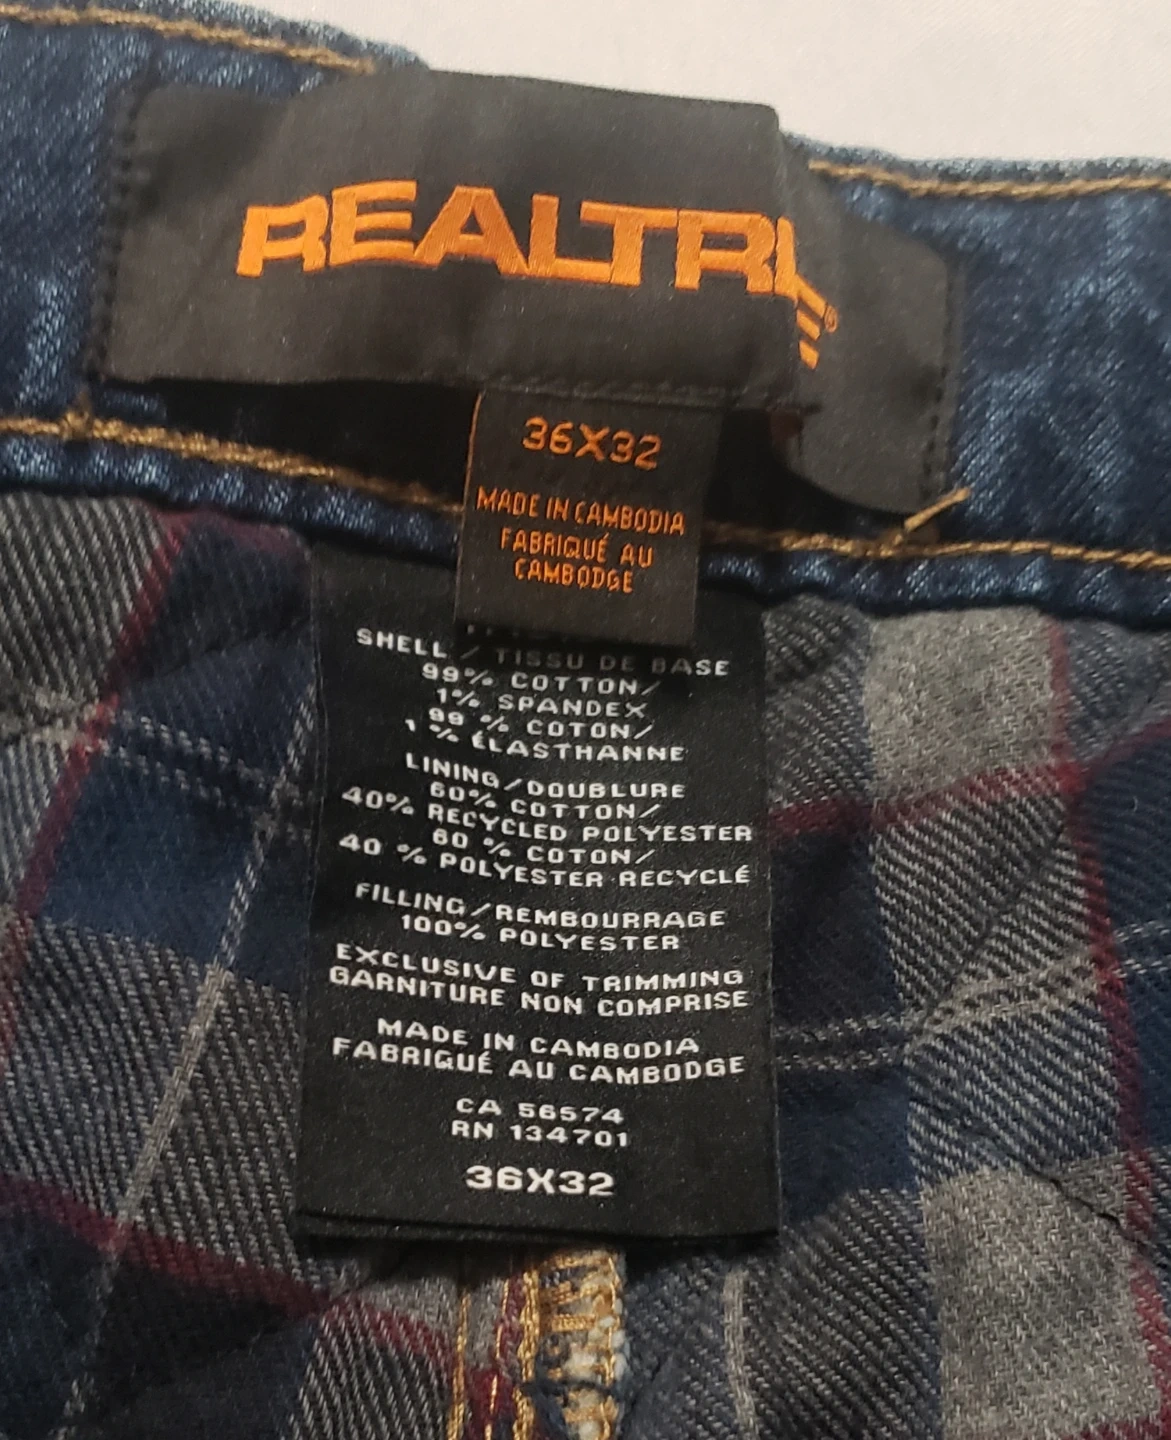 REALTREE®
36X32
MADE IN CAMBODIA
FABRIQUÉ AU
CAMBODGE
SHELL / TISSU DE BASE
99% COTTON/
1% SPANDEX
99 % COTON/
1 % ÉLASTHANNE
LINING/DOUBLURE
60% COTTON/
40% RECYCLED POLYESTER
60 % COTON/
40 % POLYESTER RECYCLÉ
FILLING/REMBOURRAGE
100% POLYESTER
EXCLUSIVE OF TRIMMING
GARNITURE NON COMPRISE
MADE IN CAMBODIA
FABRIQUÉ AU CAMBODGE
CA 56574
RN 134701
36X32